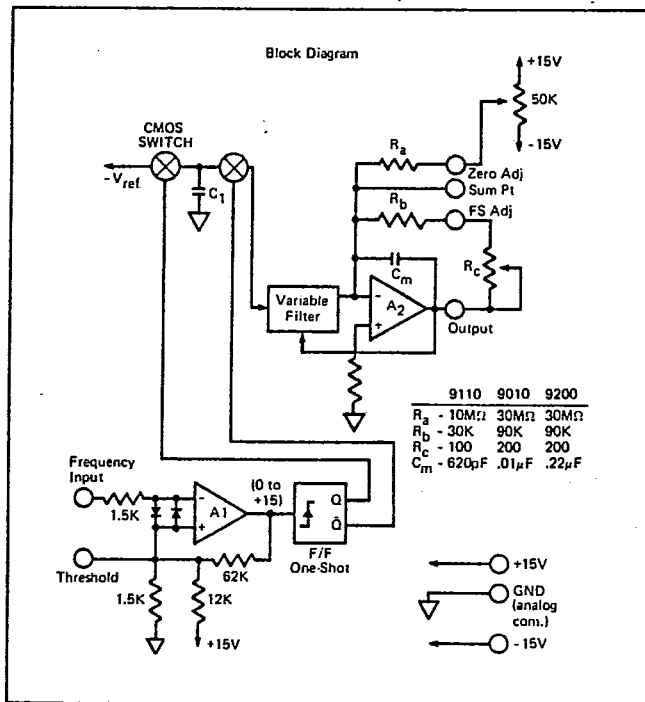 Block Diagram
+15V
50K
-15V
CMOS
SWITCH
-Vref.
C1
Ra
Zero Adj
Sum Pt
Rb
FS Adj
Cm
Rc
Variable
Filter
-
A2
+
Output
9110 9010 9200
Ra - 10MΩ 30MΩ 30MΩ
Rb - 30K 90K 90K
Rc - 100 200 200
Cm - 620pF .01μF .22μF
Frequency
Input
1.5K
-
A1
+
(0 to
+15)
Q
Q̄
F/F
One-Shot
Threshold
62K
1.5K
12K
+15V
+15V
GND
(analog
com.)
-15V